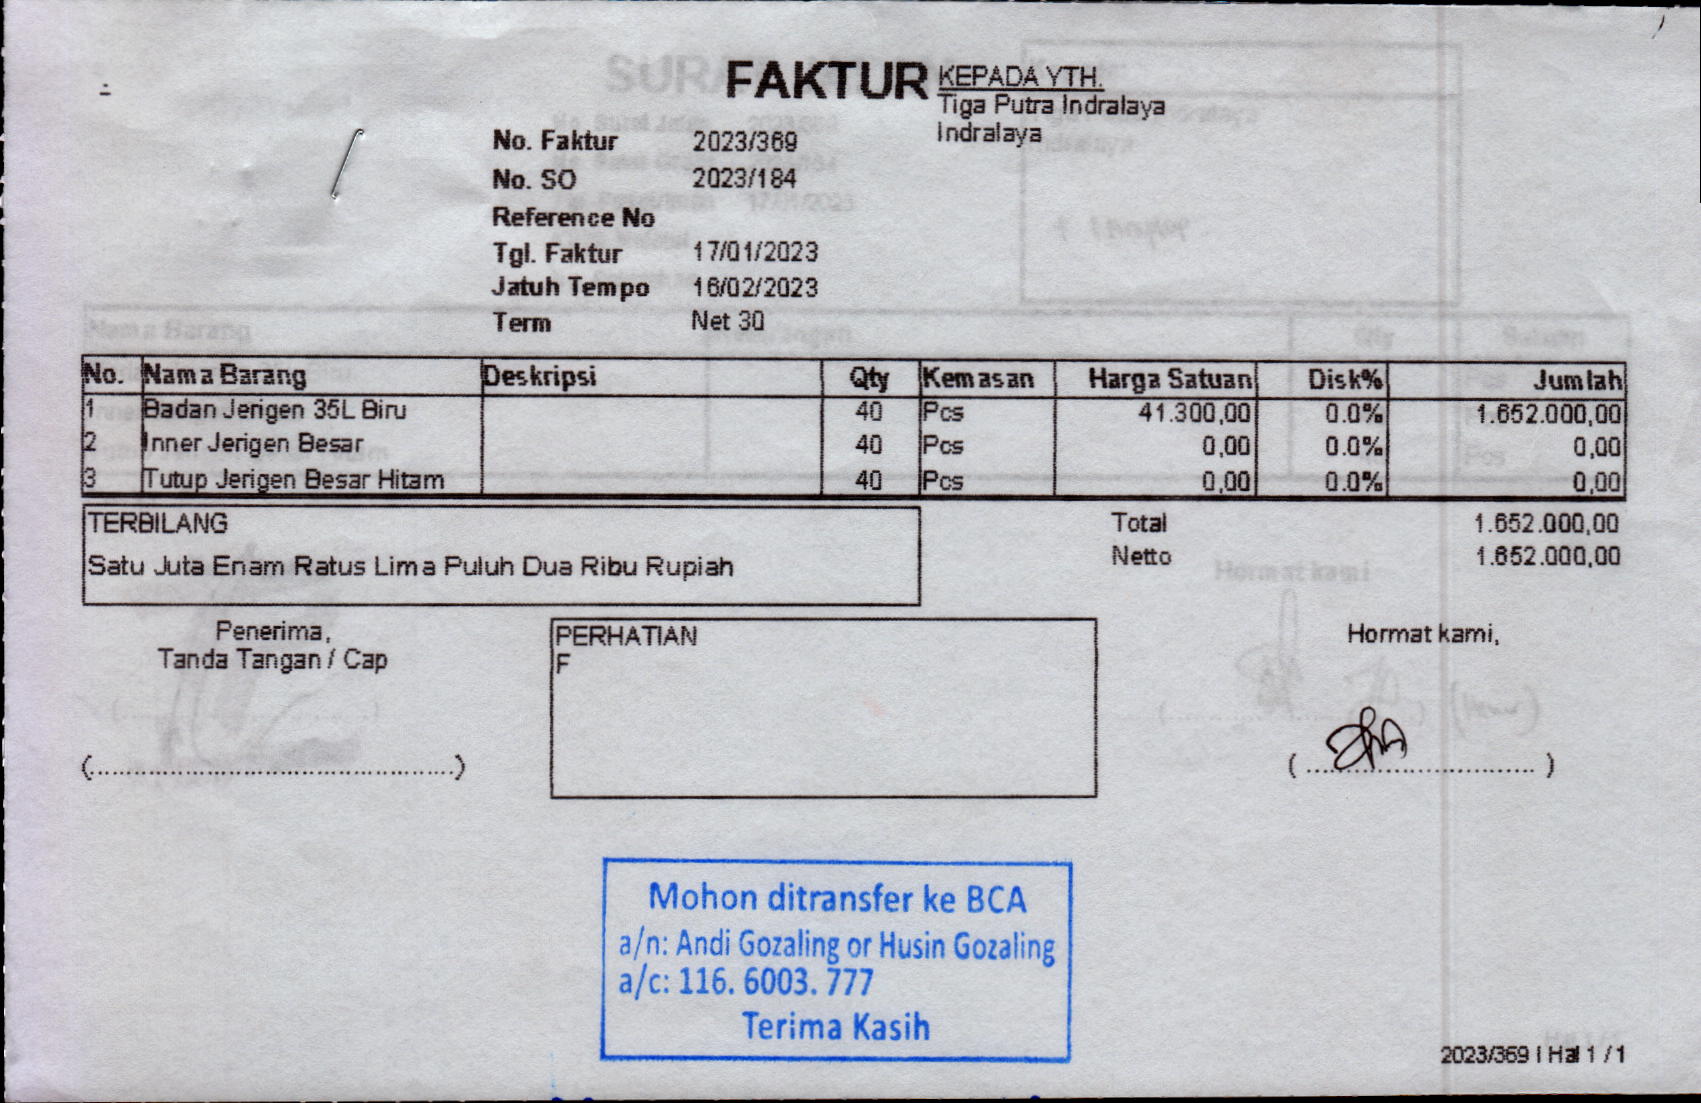 FAKTUR
KEPADA YTH.
Tiga Putra Indralaya
Indralaya
No. Faktur 2023/369
No. SO 2023/184
Reference No
Tgl. Faktur 17/01/2023
Jatuh Tempo 16/02/2023
Term Net 30
No. Nama Barang Deskripsi Qty Kemasan Harga Satuan Disk% Jumlah
1 Badan Jerigen 35L Biru 40 Pcs 41.300,00 0.0% 1.652.000,00
2 Inner Jerigen Besar 40 Pcs 0,00 0.0% 0,00
3 Tutup Jerigen Besar Hitam 40 Pcs 0,00 0.0% 0,00
TERBILANG
Satu Juta Enam Ratus Lima Puluh Dua Ribu Rupiah
Total 1.652.000,00
Netto 1.652.000,00
Penerima,
Tanda Tangan / Cap
(................................................)
PERHATIAN
F
Hormat kami,
(..............................)
Mohon ditransfer ke BCA
a/n: Andi Gozaling or Husin Gozaling
a/c: 116. 6003. 777
Terima Kasih
2023/369 | Hal 1 / 1